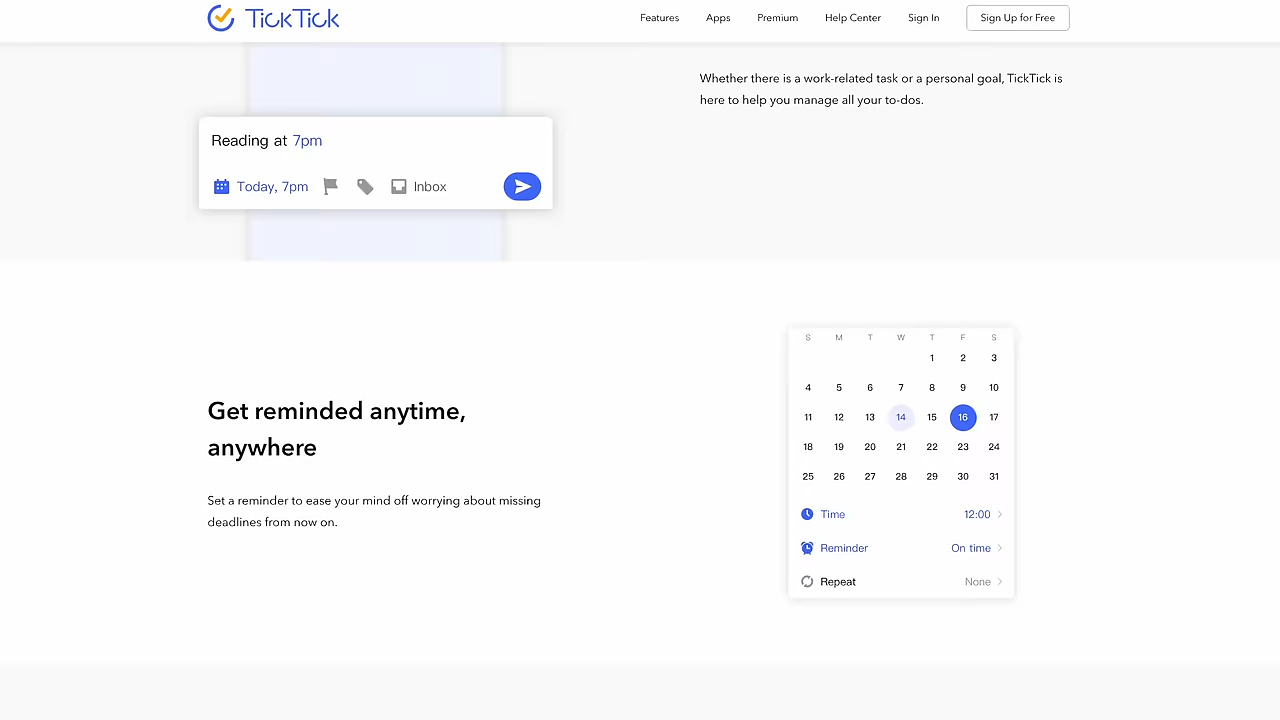 TickTick
Features Apps Premium Help Center Sign In Sign Up for Free
Whether there is a work-related task or a personal goal, TickTick is
here to help you manage all your to-dos.
Reading at 7pm
Today, 7pm Inbox
Get reminded anytime,
anywhere
Set a reminder to ease your mind off worrying about missing
deadlines from now on.
S M T W T F S
1 2 3
4 5 6 7 8 9 10
11 12 13 14 15 16 17
18 19 20 21 22 23 24
25 26 27 28 29 30 31
Time 12:00
Reminder On time
Repeat None